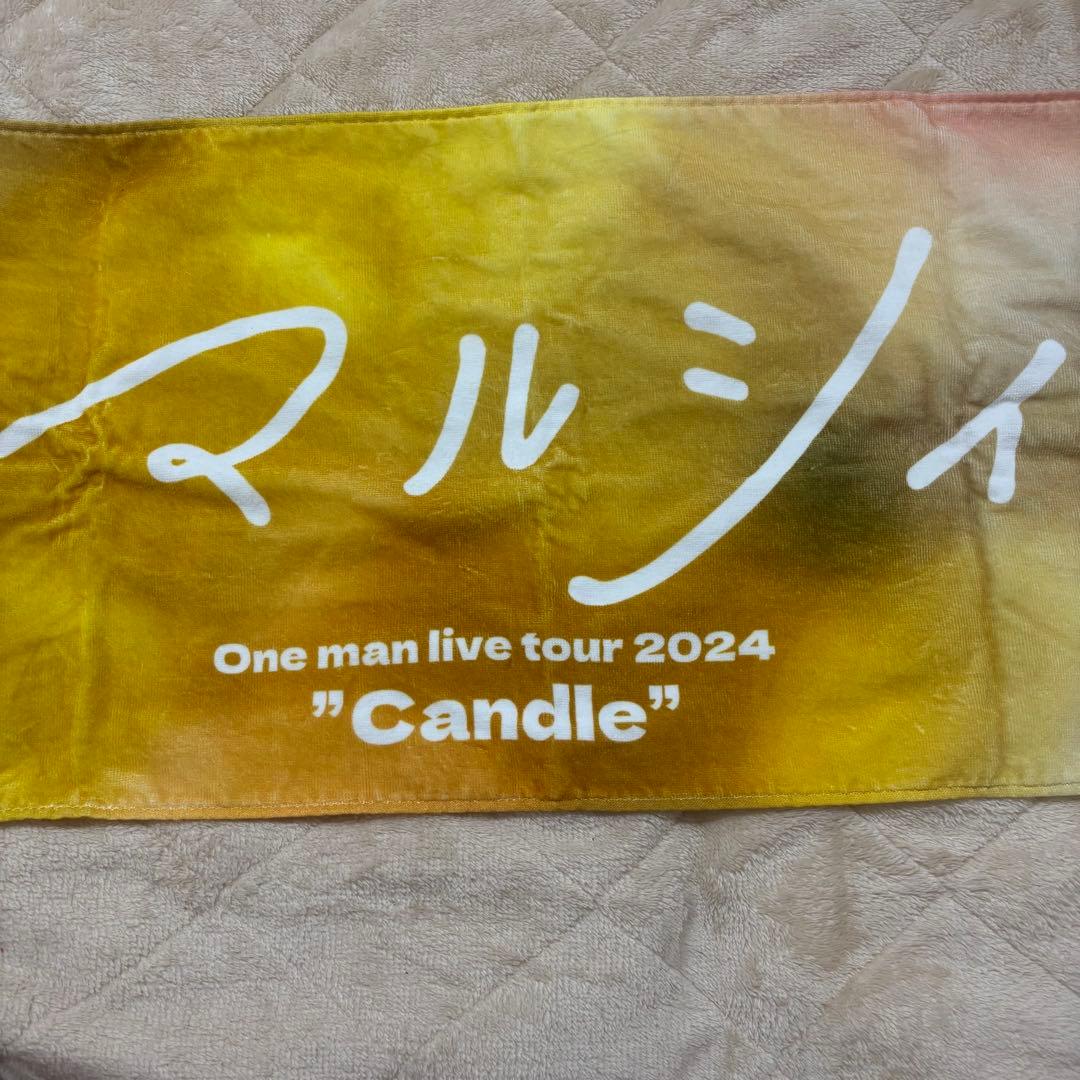 マルシィ
One man live tour 2024
”Candle”